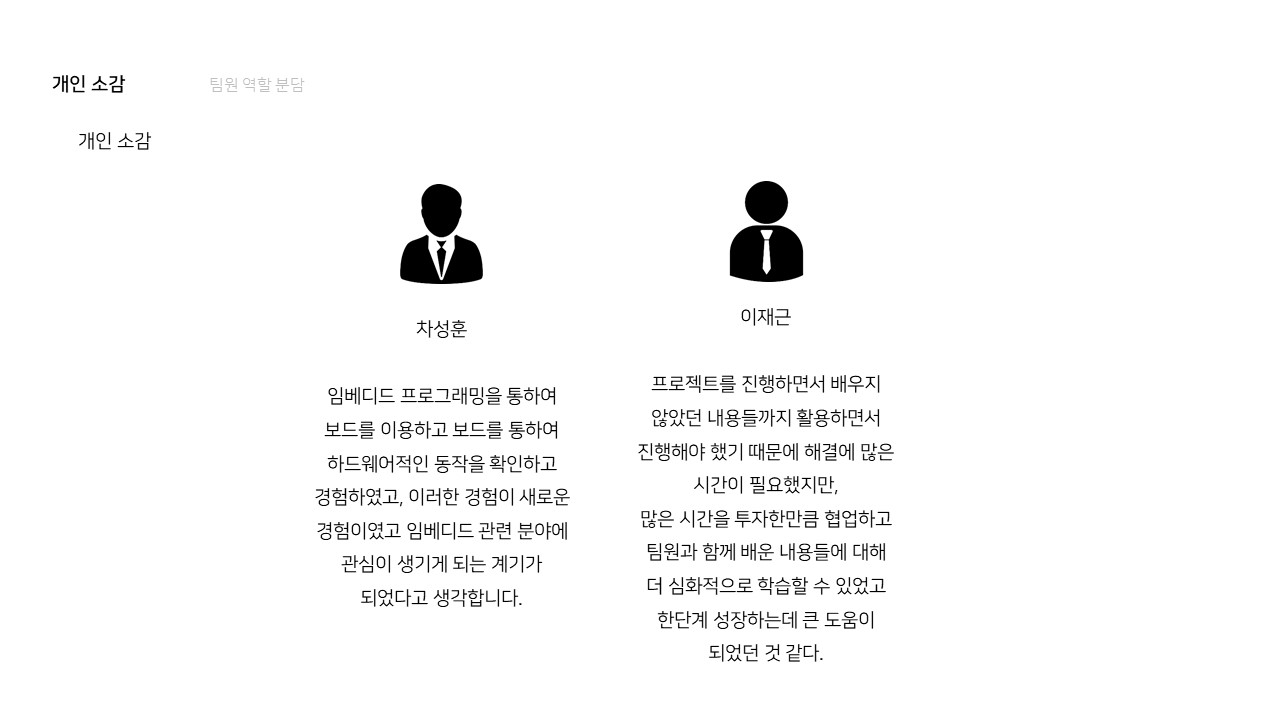 개인 소감
팀원 역할 분담
개인 소감
차성훈
임베디드 프로그래밍을 통하여
보드를 이용하고 보드를 통하여
하드웨어적인 동작을 확인하고
경험하였고, 이러한 경험이 새로운
경험이였고 임베디드 관련 분야에
관심이 생기게 되는 계기가
되었다고 생각합니다.
이재근
프로젝트를 진행하면서 배우지
않았던 내용들까지 활용하면서
진행해야 했기 때문에 해결에 많은
시간이 필요했지만,
많은 시간을 투자한만큼 협업하고
팀원과 함께 배운 내용들에 대해
더 심화적으로 학습할 수 있었고
한단계 성장하는데 큰 도움이
되었던 것 같다.